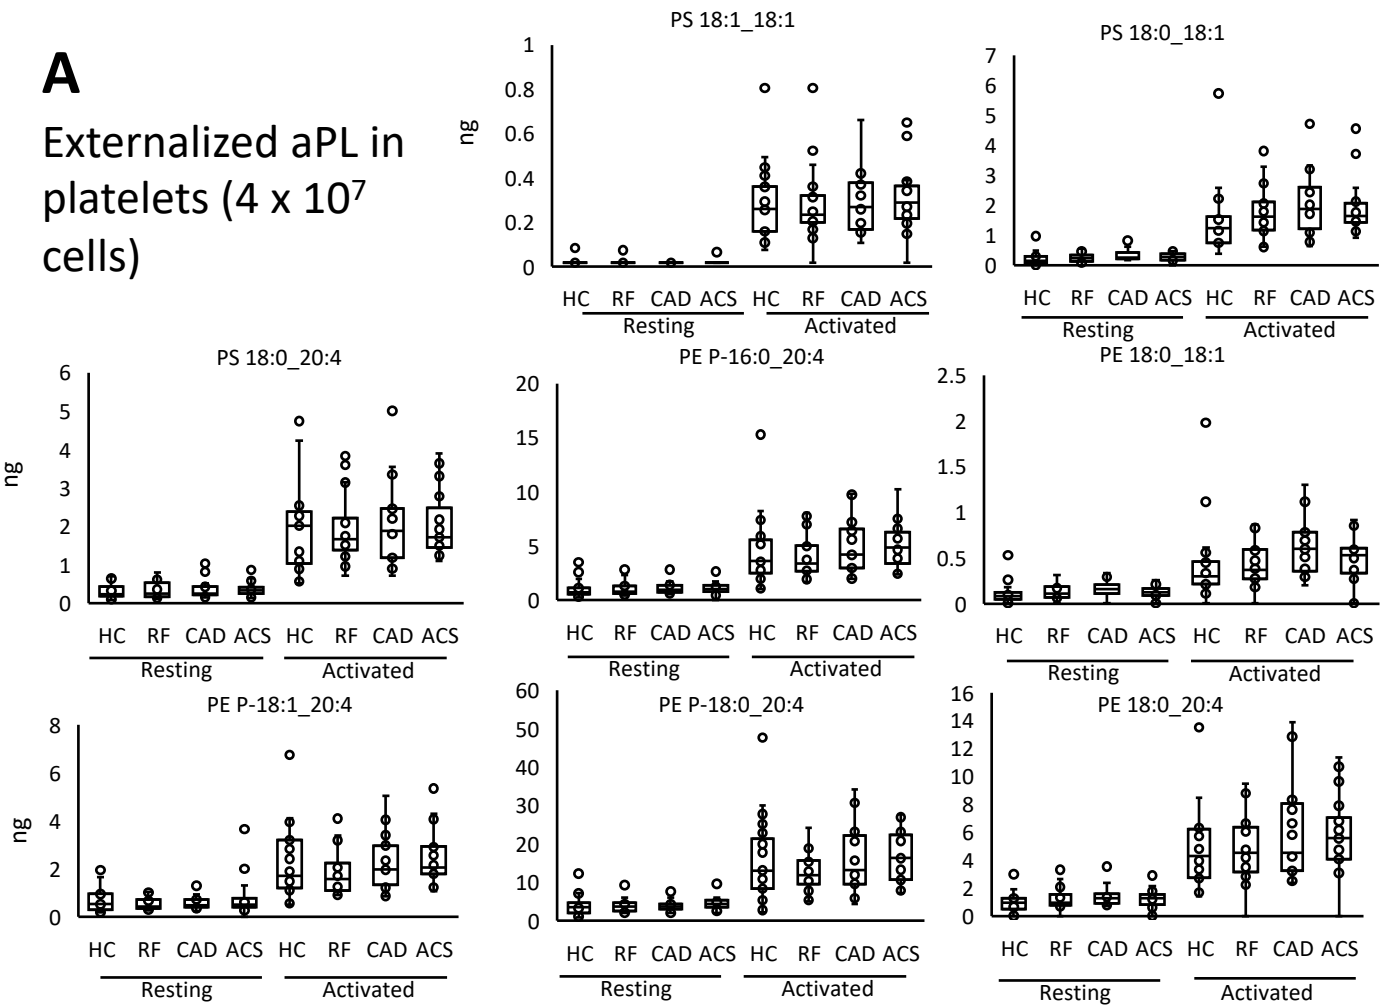 A
Externalized aPL in
platelets (4 x 10⁷
cells)
PS 18:1_18:1
ng
1
0.8
0.6
0.4
0.2
0
HC RF CAD ACS HC RF CAD ACS
Resting Activated
PS 18:0_18:1
7
6
5
4
3
2
1
0
HC RF CAD ACS HC RF CAD ACS
Resting Activated
PS 18:0_20:4
ng
6
5
4
3
2
1
0
HC RF CAD ACS HC RF CAD ACS
Resting Activated
PE P-16:0_20:4
20
15
10
5
0
HC RF CAD ACS HC RF CAD ACS
Resting Activated
PE 18:0_18:1
2.5
2
1.5
1
0.5
0
HC RF CAD ACS HC RF CAD ACS
Resting Activated
PE P-18:1_20:4
ng
8
6
4
2
0
HC RF CAD ACS HC RF CAD ACS
Resting Activated
PE P-18:0_20:4
60
50
40
30
20
10
0
HC RF CAD ACS HC RF CAD ACS
Resting Activated
PE 18:0_20:4
16
14
12
10
8
6
4
2
0
HC RF CAD ACS HC RF CAD ACS
Resting Activated